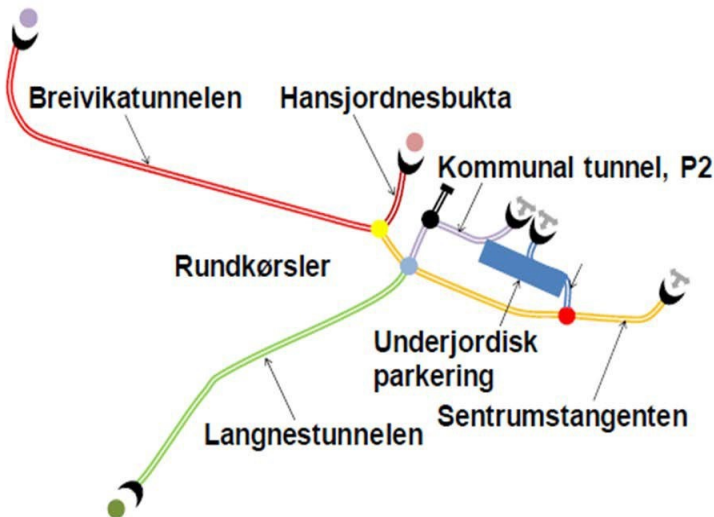 Breivikatunnelen
Hansjordnesbukta
Kommunal tunnel, P2
Rundkørsler
Underjordisk
parkering
Sentrumstangenten
Langnestunnelen